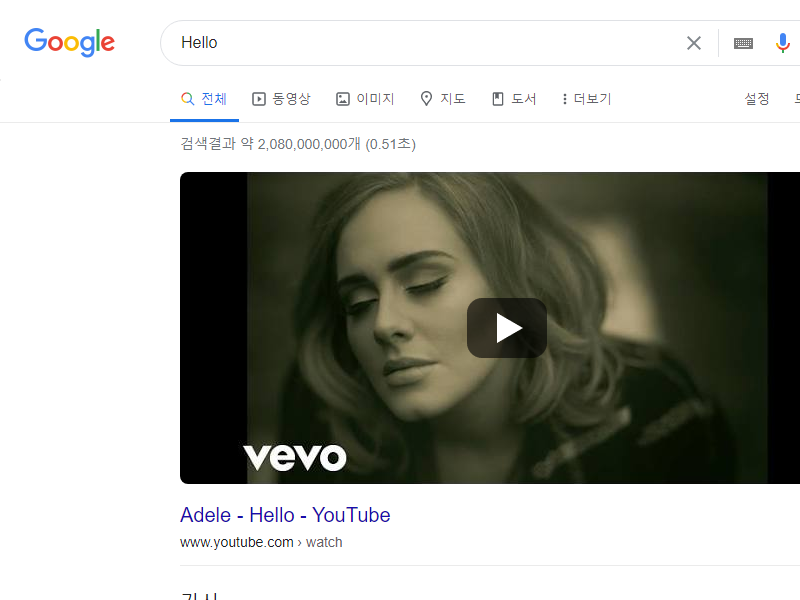 Google Hello
전체 동영상 이미지 지도 도서 더보기 설정
검색결과 약 2,080,000,000개 (0.51초)
vevo
Adele - Hello - YouTube
www.youtube.com › watch